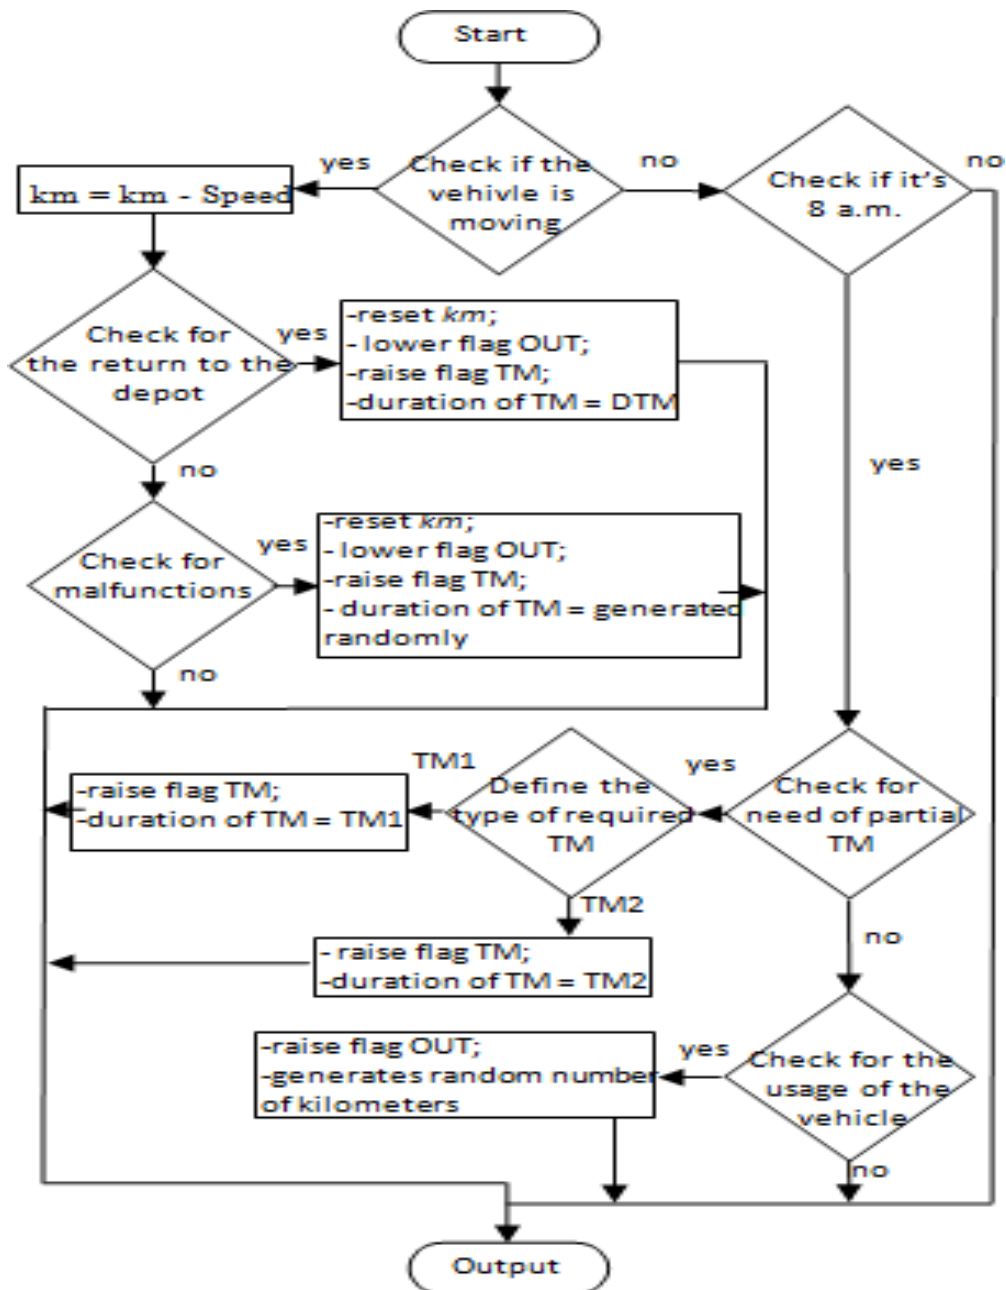 Start
yes
Check if the
vehivle is
moving
no
Check if it's
8 a.m.
no
km = km - Speed
Check for
the return to the
depot
yes
-reset km;
- lower flag OUT;
-raise flag TM;
-duration of TM = DTM
no
yes
Check for
malfunctions
yes
-reset km;
- lower flag OUT;
-raise flag TM;
- duration of TM = generated
randomly
no
TM1
-raise flag TM;
-duration of TM = TM1
Define the
type of required
TM
yes
Check for
need of partial
TM
TM2
- raise flag TM;
-duration of TM = TM2
no
-raise flag OUT;
-generates random number
of kilometers
yes
Check for the
usage of the
vehicle
no
Output